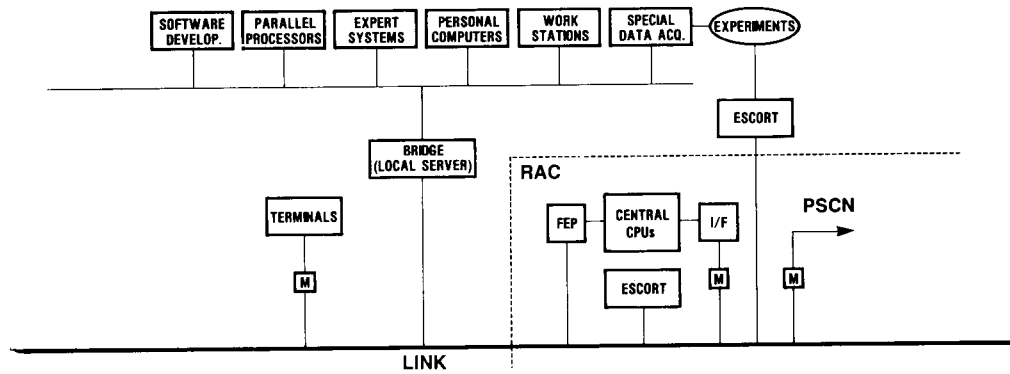 SOFTWARE
DEVELOP.
PARALLEL
PROCESSORS
EXPERT
SYSTEMS
PERSONAL
COMPUTERS
WORK
STATIONS
SPECIAL
DATA ACQ.
EXPERIMENTS
ESCORT
BRIDGE
(LOCAL SERVER)
RAC
TERMINALS
FEP
CENTRAL
CPUs
I/F
PSCN
M
ESCORT
M
M
LINK